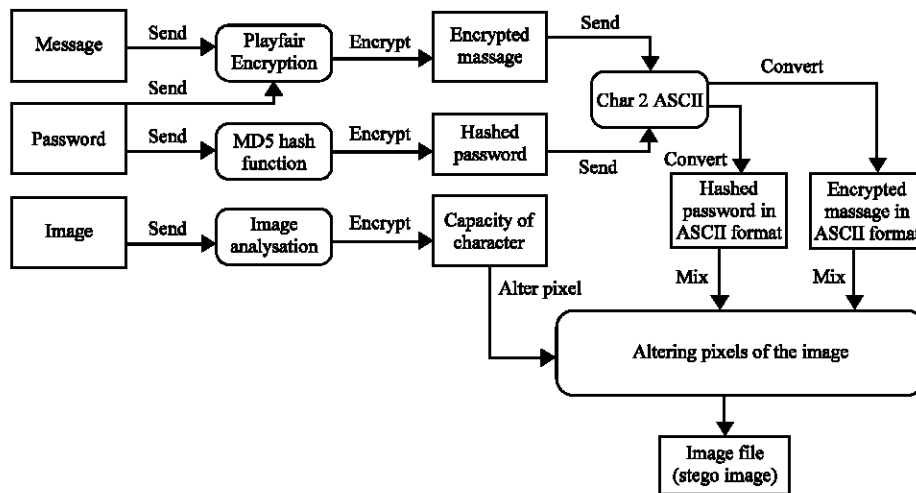 Message
Send
Playfair
Encryption
Encrypt
Encrypted
massage
Send
Char 2 ASCII
Convert
Password
Send
Send
MD5 hash
function
Encrypt
Hashed
password
Send
Convert
Hashed
password in
ASCII format
Encrypted
massage in
ASCII format
Image
Send
Image
analysation
Encrypt
Capacity of
character
Alter pixel
Mix
Mix
Altering pixels of the image
Image file
(stego image)